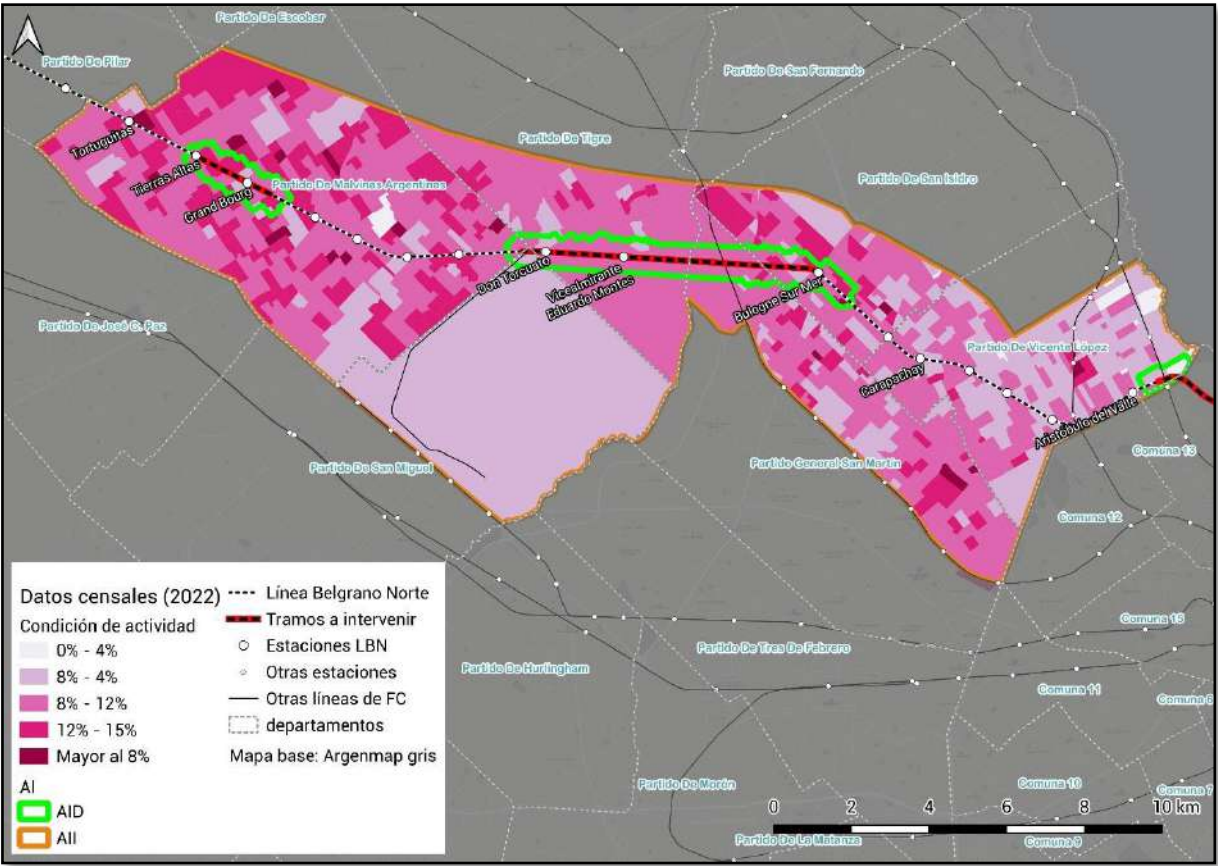 Partido De Escobar
Partido De Pilar
Partido De San Fernando
Partido De Tigre
Tortuguitas
Tierras Altas
Grand Bourg
Partido De Malvinas Argentinas
Partido De San Isidro
Don Torcuato
Vicealmirante
Eduardo Montes
Bulogne Sur Mer
Partido De José C. Paz
Partido De Vicente López
Carapachay
Aristóbulo del Valle
Comuna 13
Partido De San Miguel
Partido General San Martín
Comuna 12
Comuna 15
Partido De Tres De Febrero
Partido De Hurlingham
Comuna 11
Comuna 6
Partido De Morón
Comuna 10
Comuna 7
Partido De La Matanza
Comuna 9
Datos censales (2022)
Condición de actividad
0% - 4%
8% - 4%
8% - 12%
12% - 15%
Mayor al 8%
AI
AID
AII
Línea Belgrano Norte
Tramos a intervenir
Estaciones LBN
Otras estaciones
Otras líneas de FC
departamentos
Mapa base: Argenmap gris
0 2 4 6 8 10 km